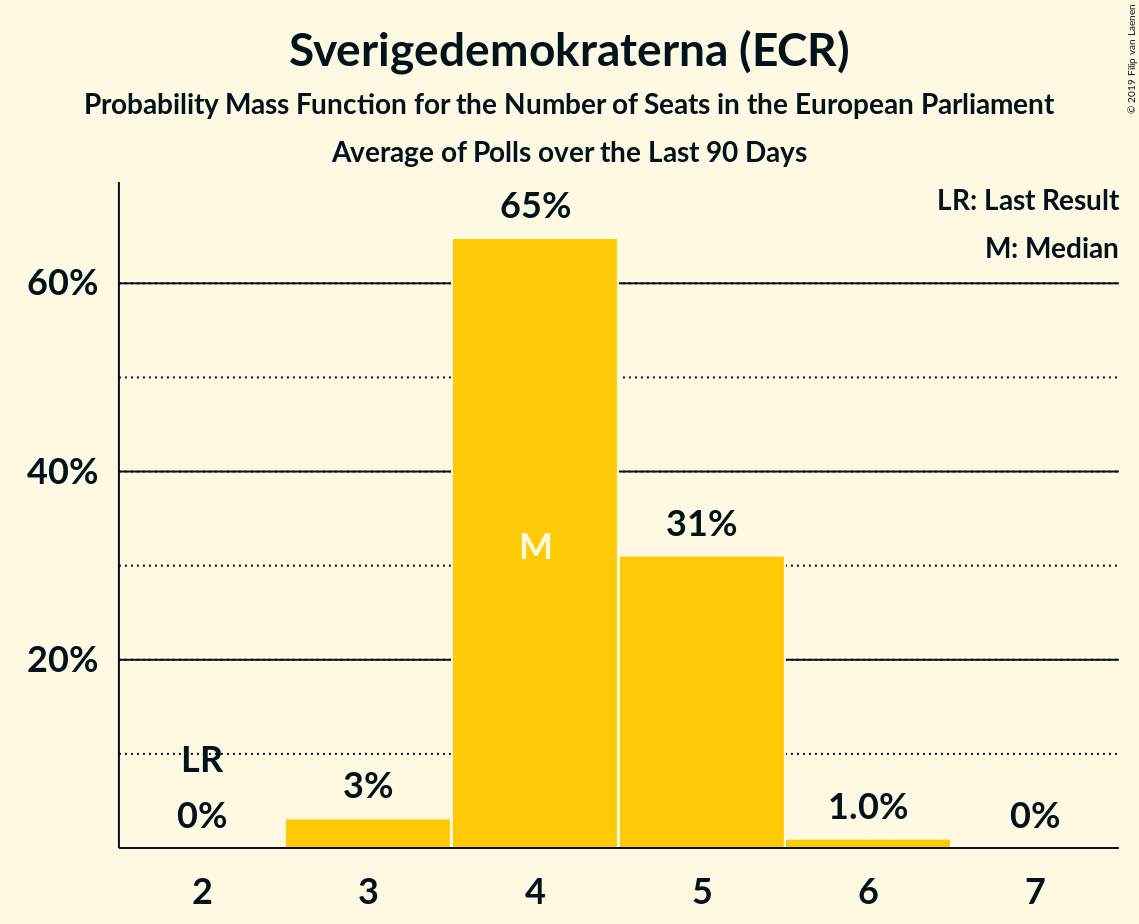 Sverigedemokraterna (ECR)
Probability Mass Function for the Number of Seats in the European Parliament
Average of Polls over the Last 90 Days
© 2019 Filip van Laenen
LR: Last Result
M: Median
65%
60%
40%
31%
M
20%
LR
0%
3%
1.0%
0%
2 3 4 5 6 7